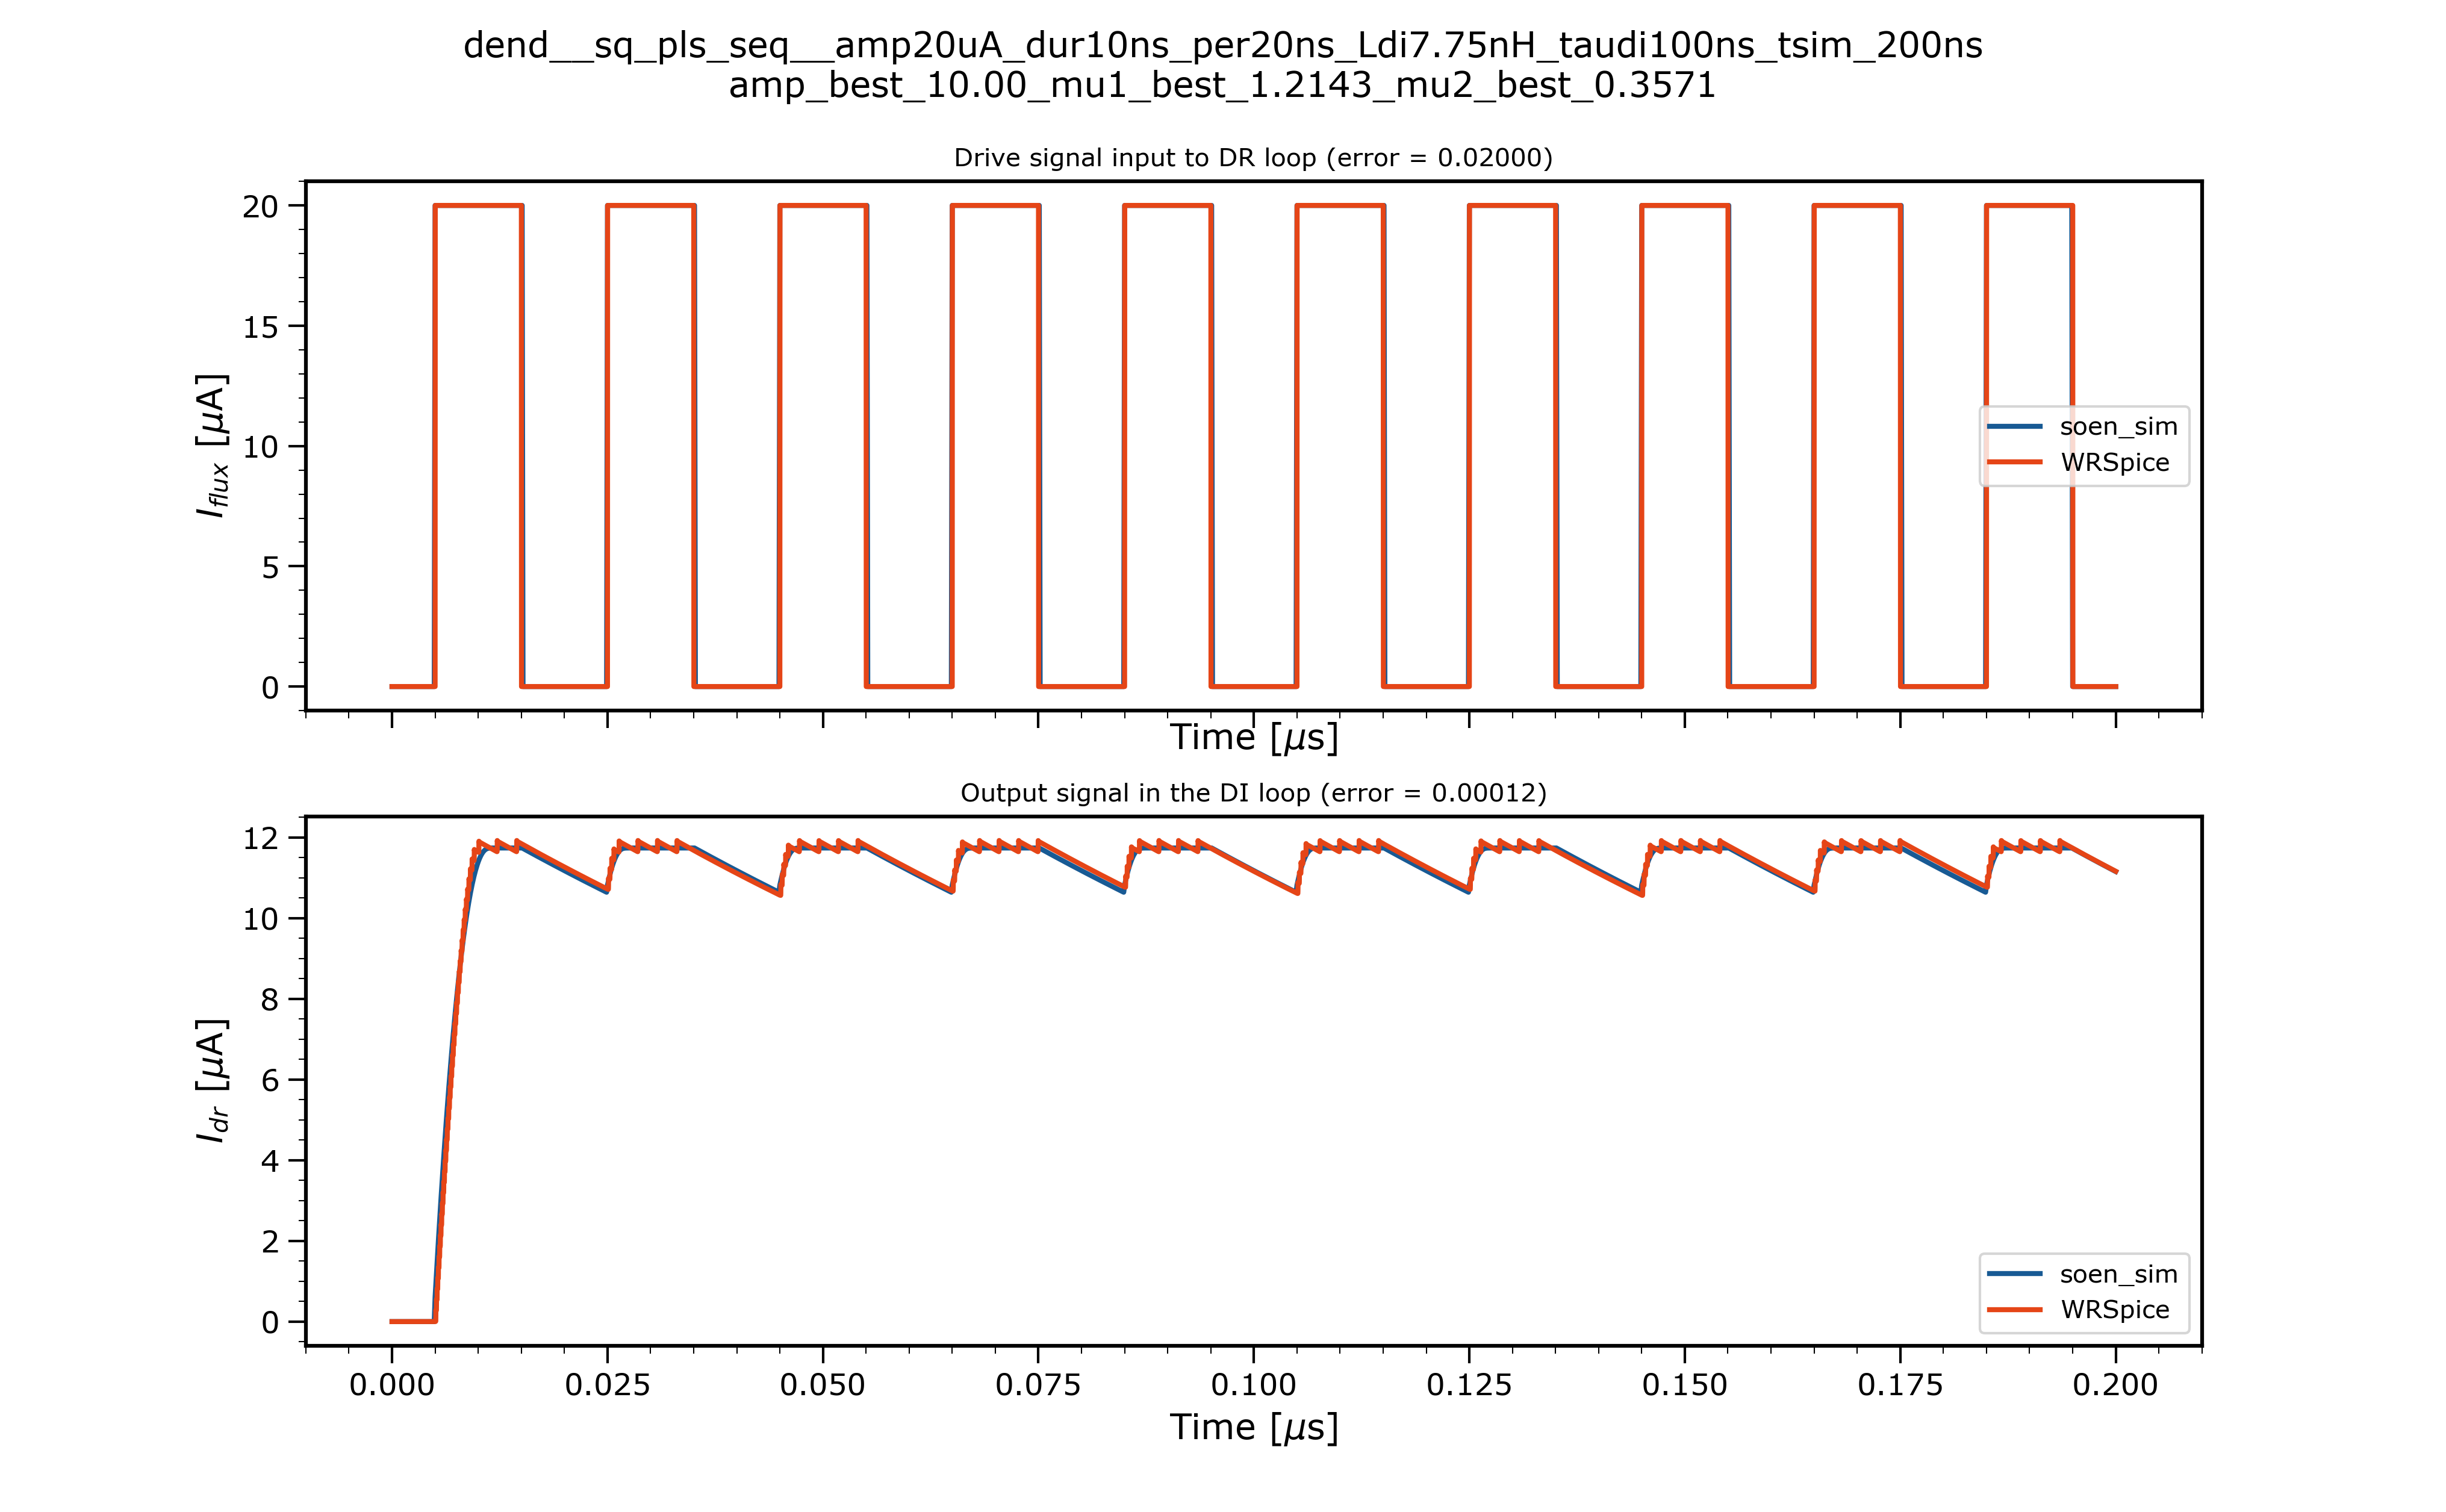 dend__sq_pls_seq__amp20uA_dur10ns_per20ns_Ldi7.75nH_taudi100ns_tsim_200ns
amp_best_10.00_mu1_best_1.2143_mu2_best_0.3571
Drive signal input to DR loop (error = 0.02000)
20
15
10
5
0
I_flux [μA]
soen_sim
WRSpice
Time [μs]
Output signal in the DI loop (error = 0.00012)
12
10
8
6
4
2
0
I_dr [μA]
soen_sim
WRSpice
0.000 0.025 0.050 0.075 0.100 0.125 0.150 0.175 0.200
Time [μs]